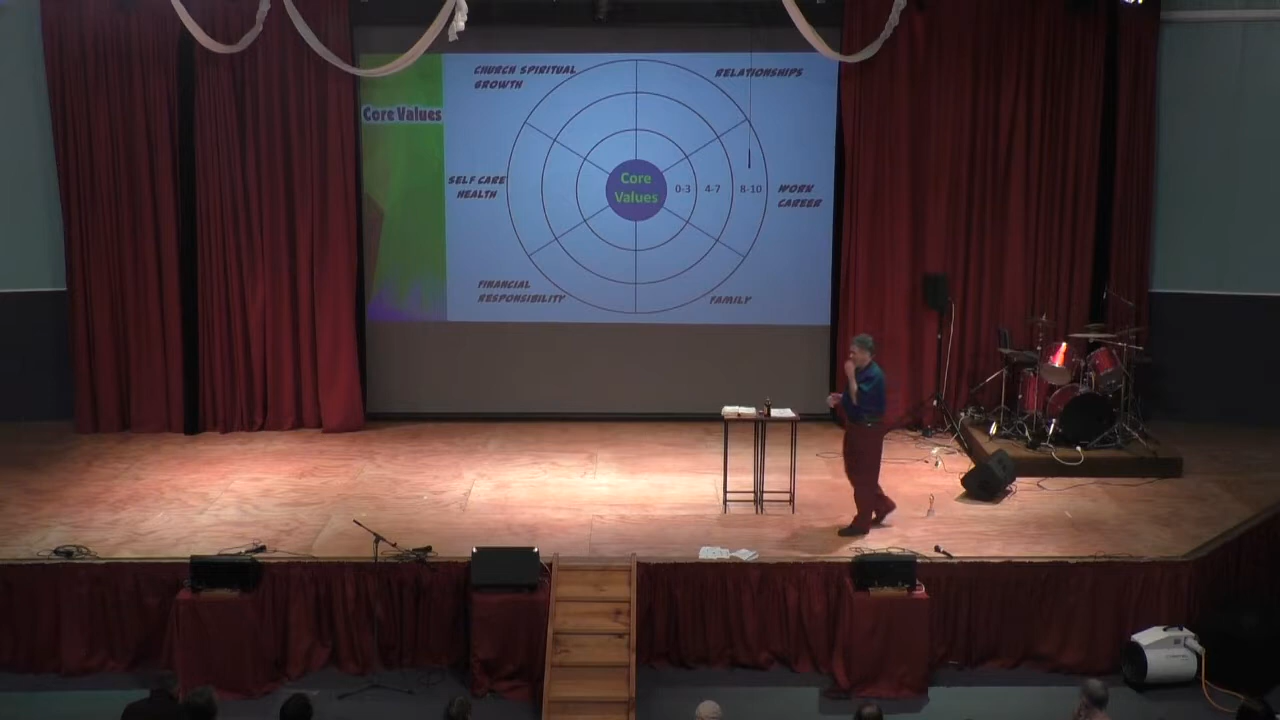 Core Values
CHURCH SPIRITUAL
GROWTH
RELATIONSHIPS
SELF CARE
HEALTH
Core
Values
0-3
4-7
8-10
WORK
CAREER
FINANCIAL
RESPONSIBILITY
FAMILY